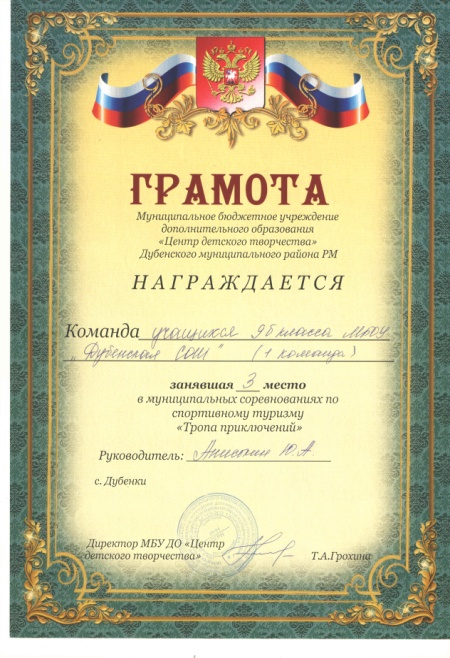 ГРАМОТА
Муниципальное бюджетное учреждение
дополнительного образования
«Центр детского творчества»
Дубенского муниципального района РМ
НАГРАЖДАЕТСЯ
Команда учащихся 9б класса МБОУ
"Дубенская СОШ" (1 команда)
занявшая 3 место
в муниципальных соревнованиях по
спортивному туризму
«Тропа приключений»
Руководитель: Анискин Ю.А.
с. Дубенки
Директор МБУ ДО «Центр
детского творчества» Т.А.Грохина